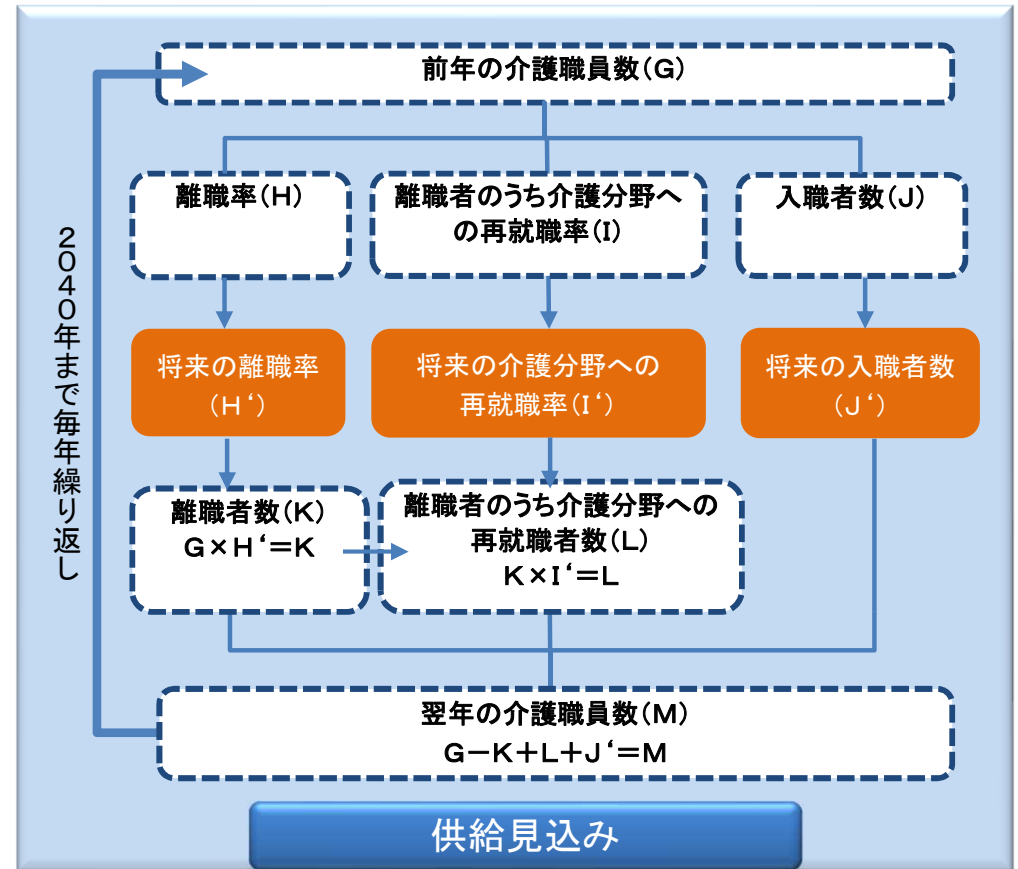 前年の介護職員数(G)
離職率(H)
離職者のうち介護分野へ
の再就職率(I)
入職者数(J)
2040年まで毎年繰り返し
将来の離職率
(H‘)
将来の介護分野への
再就職率(I‘)
将来の入職者数
(J‘)
離職者数(K)
G×H‘=K
離職者のうち介護分野への
再就職者数(L)
K×I‘=L
翌年の介護職員数(M)
G-K+L+J‘=M
供給見込み